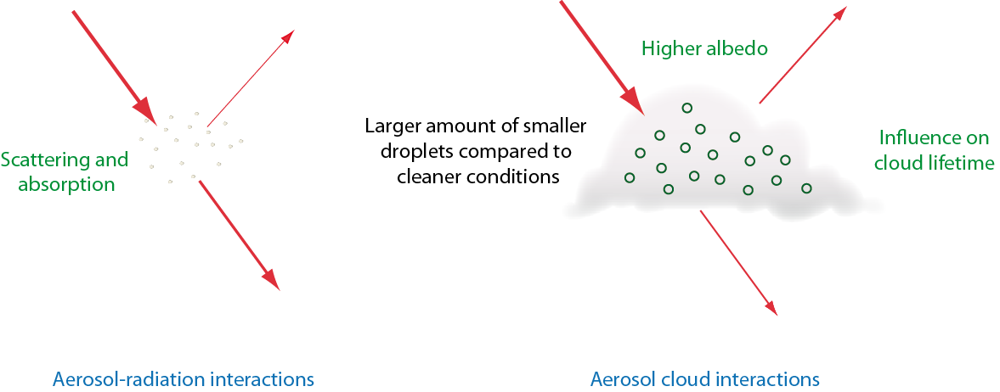 Higher albedo
Larger amount of smaller
droplets compared to
cleaner conditions
Scattering and
absorption
Influence on
cloud lifetime
Aerosol-radiation interactions
Aerosol cloud interactions